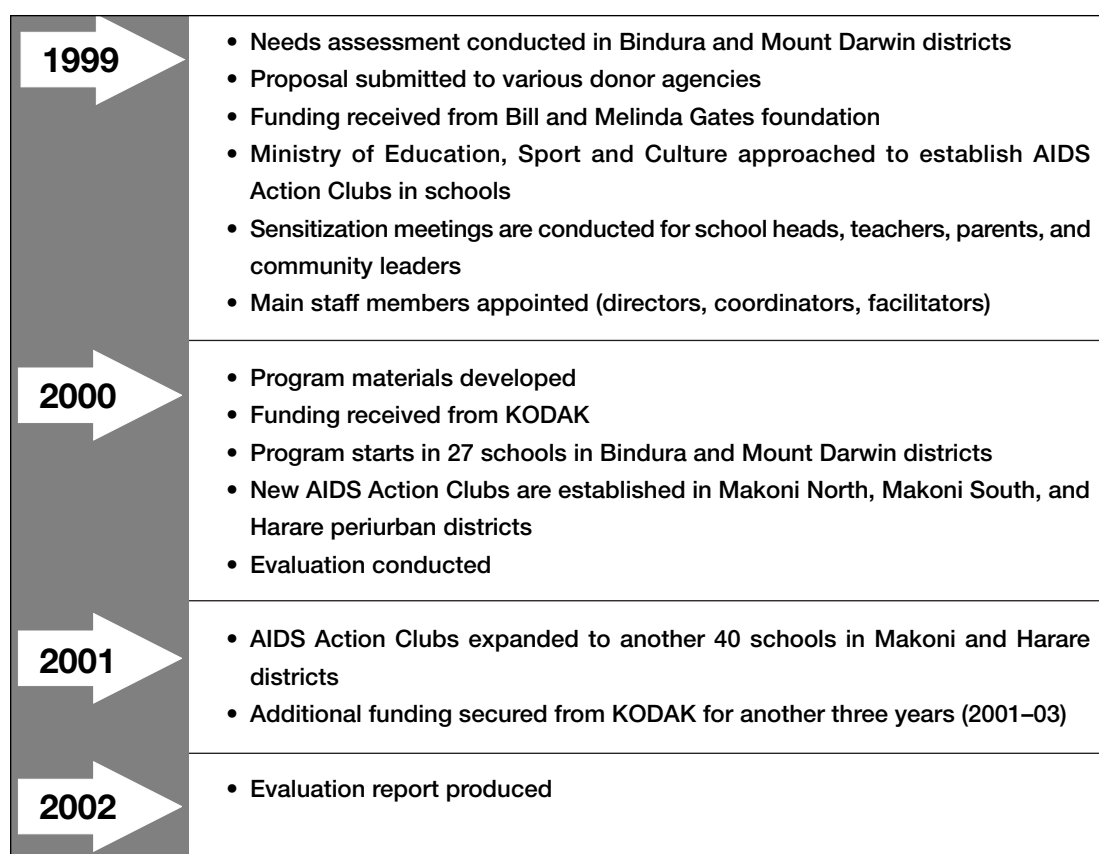 1999
• Needs assessment conducted in Bindura and Mount Darwin districts
• Proposal submitted to various donor agencies
• Funding received from Bill and Melinda Gates foundation
• Ministry of Education, Sport and Culture approached to establish AIDS
Action Clubs in schools
• Sensitization meetings are conducted for school heads, teachers, parents, and
community leaders
• Main staff members appointed (directors, coordinators, facilitators)
2000
• Program materials developed
• Funding received from KODAK
• Program starts in 27 schools in Bindura and Mount Darwin districts
• New AIDS Action Clubs are established in Makoni North, Makoni South, and
Harare periurban districts
• Evaluation conducted
2001
• AIDS Action Clubs expanded to another 40 schools in Makoni and Harare
districts
• Additional funding secured from KODAK for another three years (2001–03)
2002
• Evaluation report produced